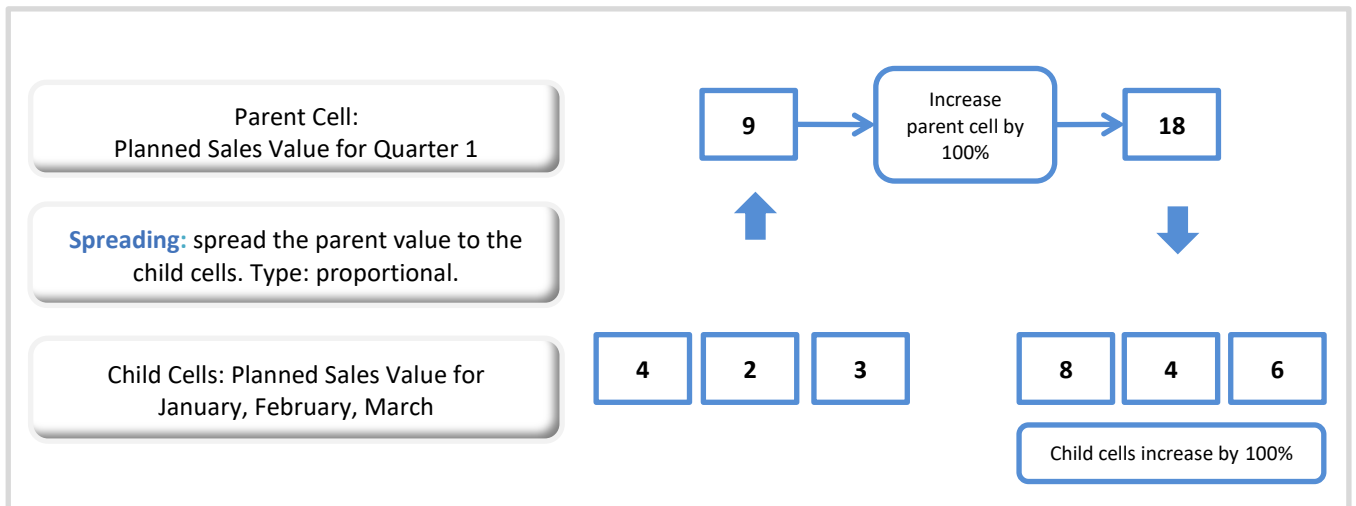 Parent Cell:
Planned Sales Value for Quarter 1
9
Increase
parent cell by
100%
18
Spreading: spread the parent value to the
child cells. Type: proportional.
Child Cells: Planned Sales Value for
January, February, March
4 2 3
8 4 6
Child cells increase by 100%